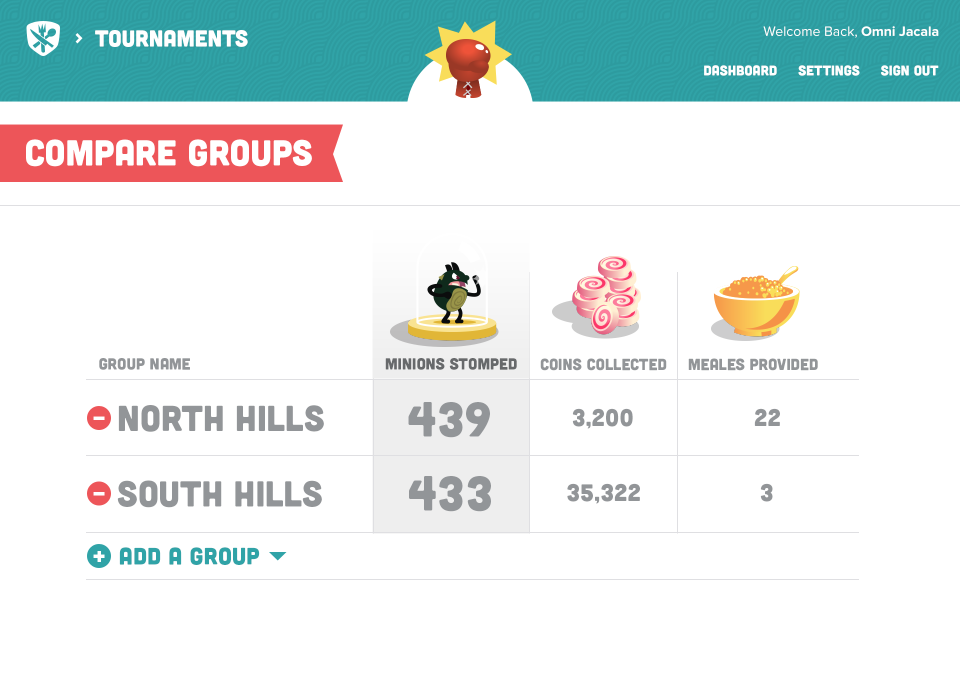 TOURNAMENTS
Welcome Back, Omni Jacala
DASHBOARD SETTINGS SIGN OUT
COMPARE GROUPS
GROUP NAME MINIONS STOMPED COINS COLLECTED MEALES PROVIDED
NORTH HILLS 439 3,200 22
SOUTH HILLS 433 35,322 3
ADD A GROUP